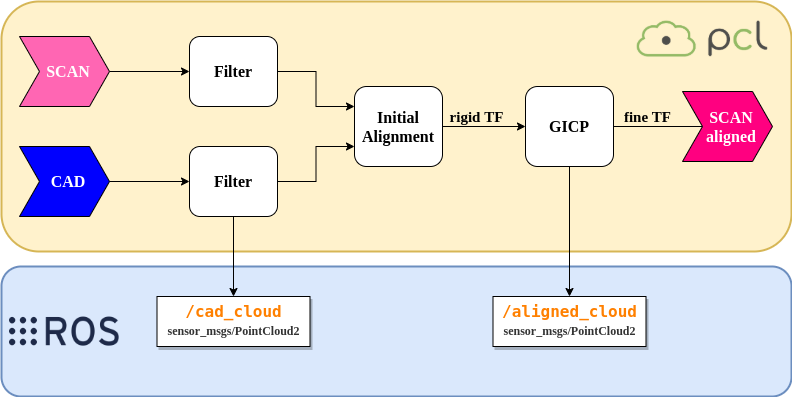 pcl
SCAN
Filter
Initial
Alignment
rigid TF
GICP
fine TF
SCAN
aligned
CAD
Filter
ROS
/cad_cloud
sensor_msgs/PointCloud2
/aligned_cloud
sensor_msgs/PointCloud2